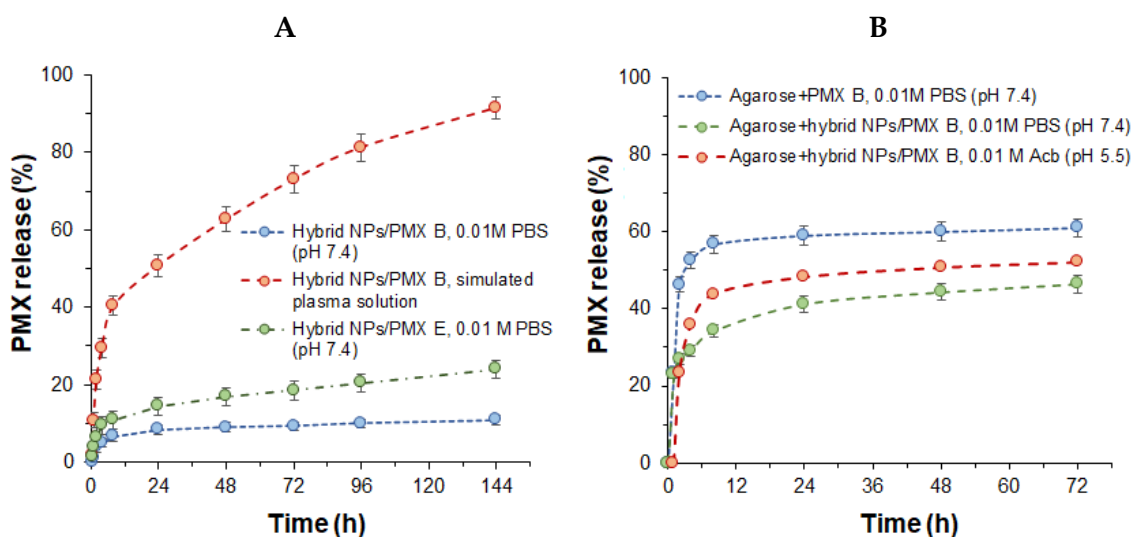 A
PMX release (%)
100
80
60
40
20
0
Hybrid NPs/PMX B, 0.01M PBS
(pH 7.4)
Hybrid NPs/PMX B, simulated
plasma solution
Hybrid NPs/PMX E, 0.01 M PBS
(pH 7.4)
0 24 48 72 96 120 144
Time (h)
B
PMX release (%)
100
80
60
40
20
0
Agarose+PMX B, 0.01M PBS (pH 7.4)
Agarose+hybrid NPs/PMX B, 0.01M PBS (pH 7.4)
Agarose+hybrid NPs/PMX B, 0.01 M Acb (pH 5.5)
0 12 24 36 48 60 72
Time (h)